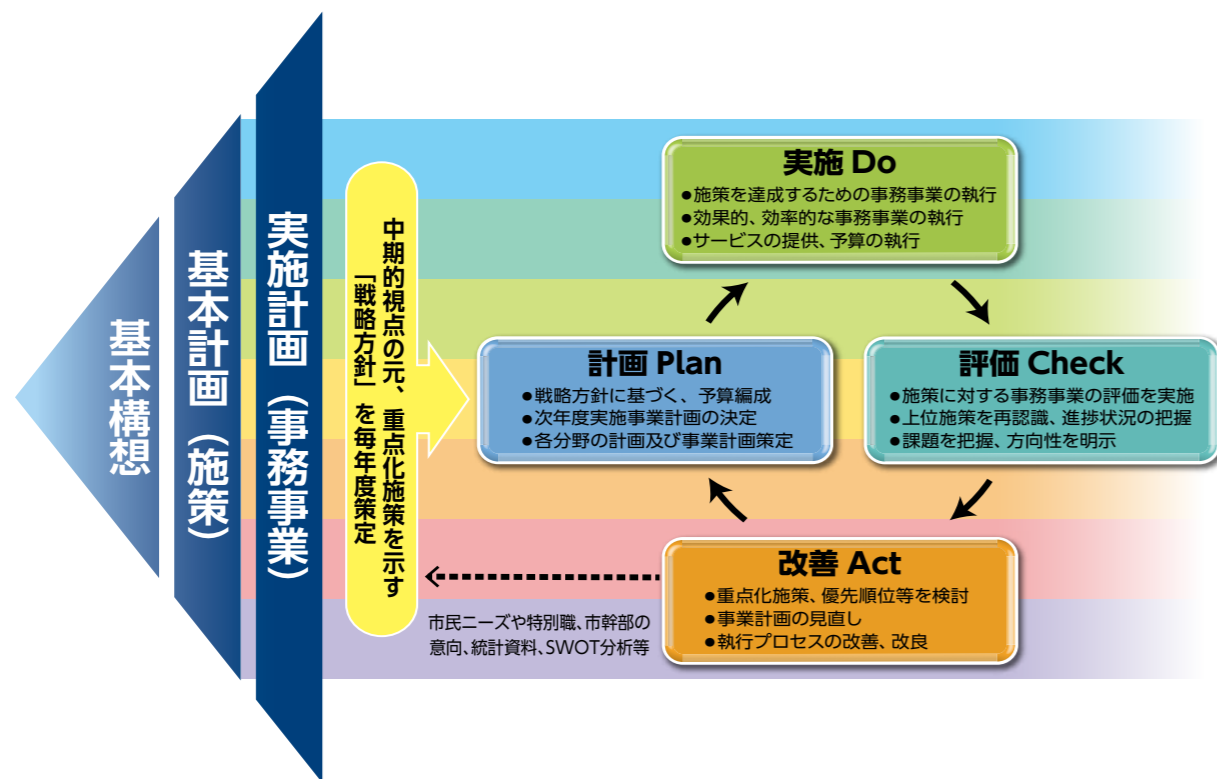 基本構想
基本計画（施策）
実施計画（事務事業）
中期的視点の元、重点化施策を示す
「戦略方針」を毎年度策定
実施 Do
●施策を達成するための事務事業の執行
●効果的、効率的な事務事業の執行
●サービスの提供、予算の執行
計画 Plan
●戦略方針に基づく、予算編成
●次年度実施事業計画の決定
●各分野の計画及び事業計画策定
評価 Check
●施策に対する事務事業の評価を実施
●上位施策を再認識、進捗状況の把握
●課題を把握、方向性を明示
改善 Act
●重点化施策、優先順位等を検討
●事業計画の見直し
●執行プロセスの改善、改良
市民ニーズや特別職、市幹部の
意向、統計資料、SWOT分析等